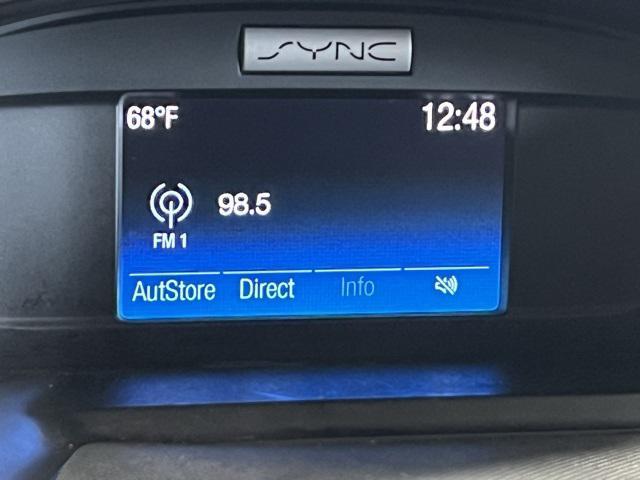 SYNC
68°F 12:48
98.5
FM 1
AutStore Direct Info